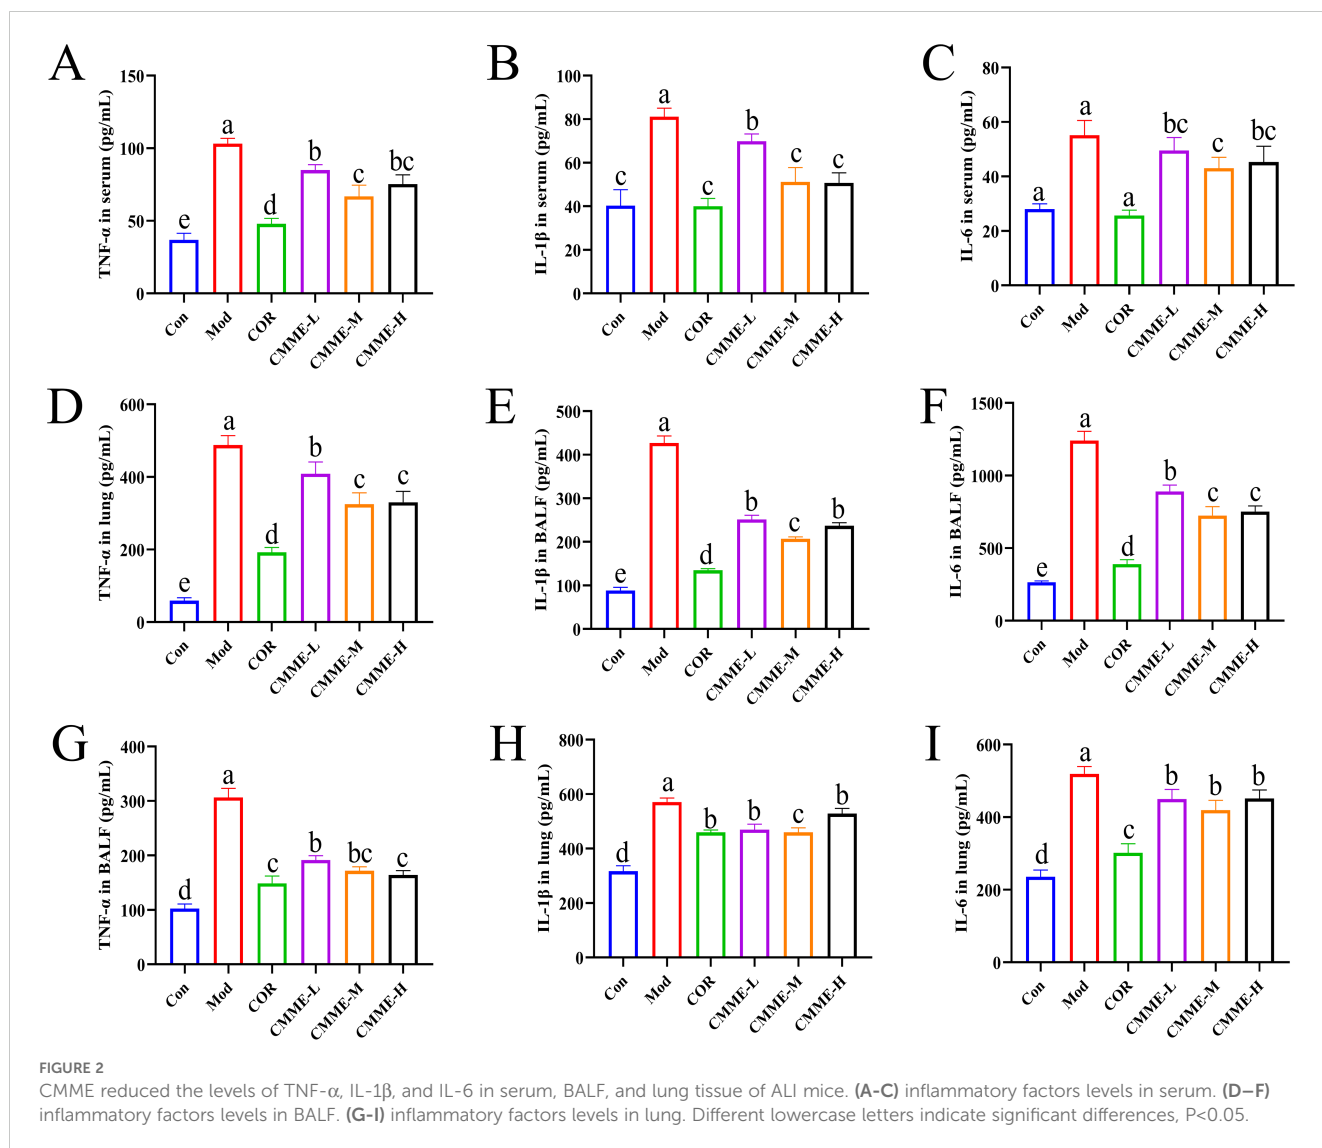 A
TNF-α in serum (pg/mL)
150
100
50
0
e
a
d
b
c
bc
Con
Mod
COR
CMME-L
CMME-M
CMME-H
B
IL-1β in serum (pg/mL)
100
80
60
40
20
0
c
a
c
b
c
c
Con
Mod
COR
CMME-L
CMME-M
CMME-H
C
IL-6 in serum (pg/mL)
80
60
40
20
0
a
a
a
bc
c
bc
Con
Mod
COR
CMME-L
CMME-M
CMME-H
D
TNF-α in lung (pg/mL)
600
400
200
0
e
a
d
b
c
c
Con
Mod
COR
CMME-L
CMME-M
CMME-H
E
IL-1β in BALF (pg/mL)
500
400
300
200
100
0
e
a
d
b
c
b
Con
Mod
COR
CMME-L
CMME-M
CMME-H
F
IL-6 in BALF (pg/mL)
1500
1000
500
0
e
a
d
b
c
c
Con
Mod
COR
CMME-L
CMME-M
CMME-H
G
TNF-α in BALF (pg/mL)
400
300
200
100
0
d
a
c
b
bc
c
Con
Mod
COR
CMME-L
CMME-M
CMME-H
H
IL-1β in lung (pg/mL)
800
600
400
200
0
d
a
b
b
c
b
Con
Mod
COR
CMME-L
CMME-M
CMME-H
I
IL-6 in lung (pg/mL)
600
400
200
0
d
a
c
b
b
b
Con
Mod
COR
CMME-L
CMME-M
CMME-H
FIGURE 2
CMME reduced the levels of TNF-α, IL-1β, and IL-6 in serum, BALF, and lung tissue of ALI mice. (A-C) inflammatory factors levels in serum. (D–F)
inflammatory factors levels in BALF. (G-I) inflammatory factors levels in lung. Different lowercase letters indicate significant differences, P<0.05.